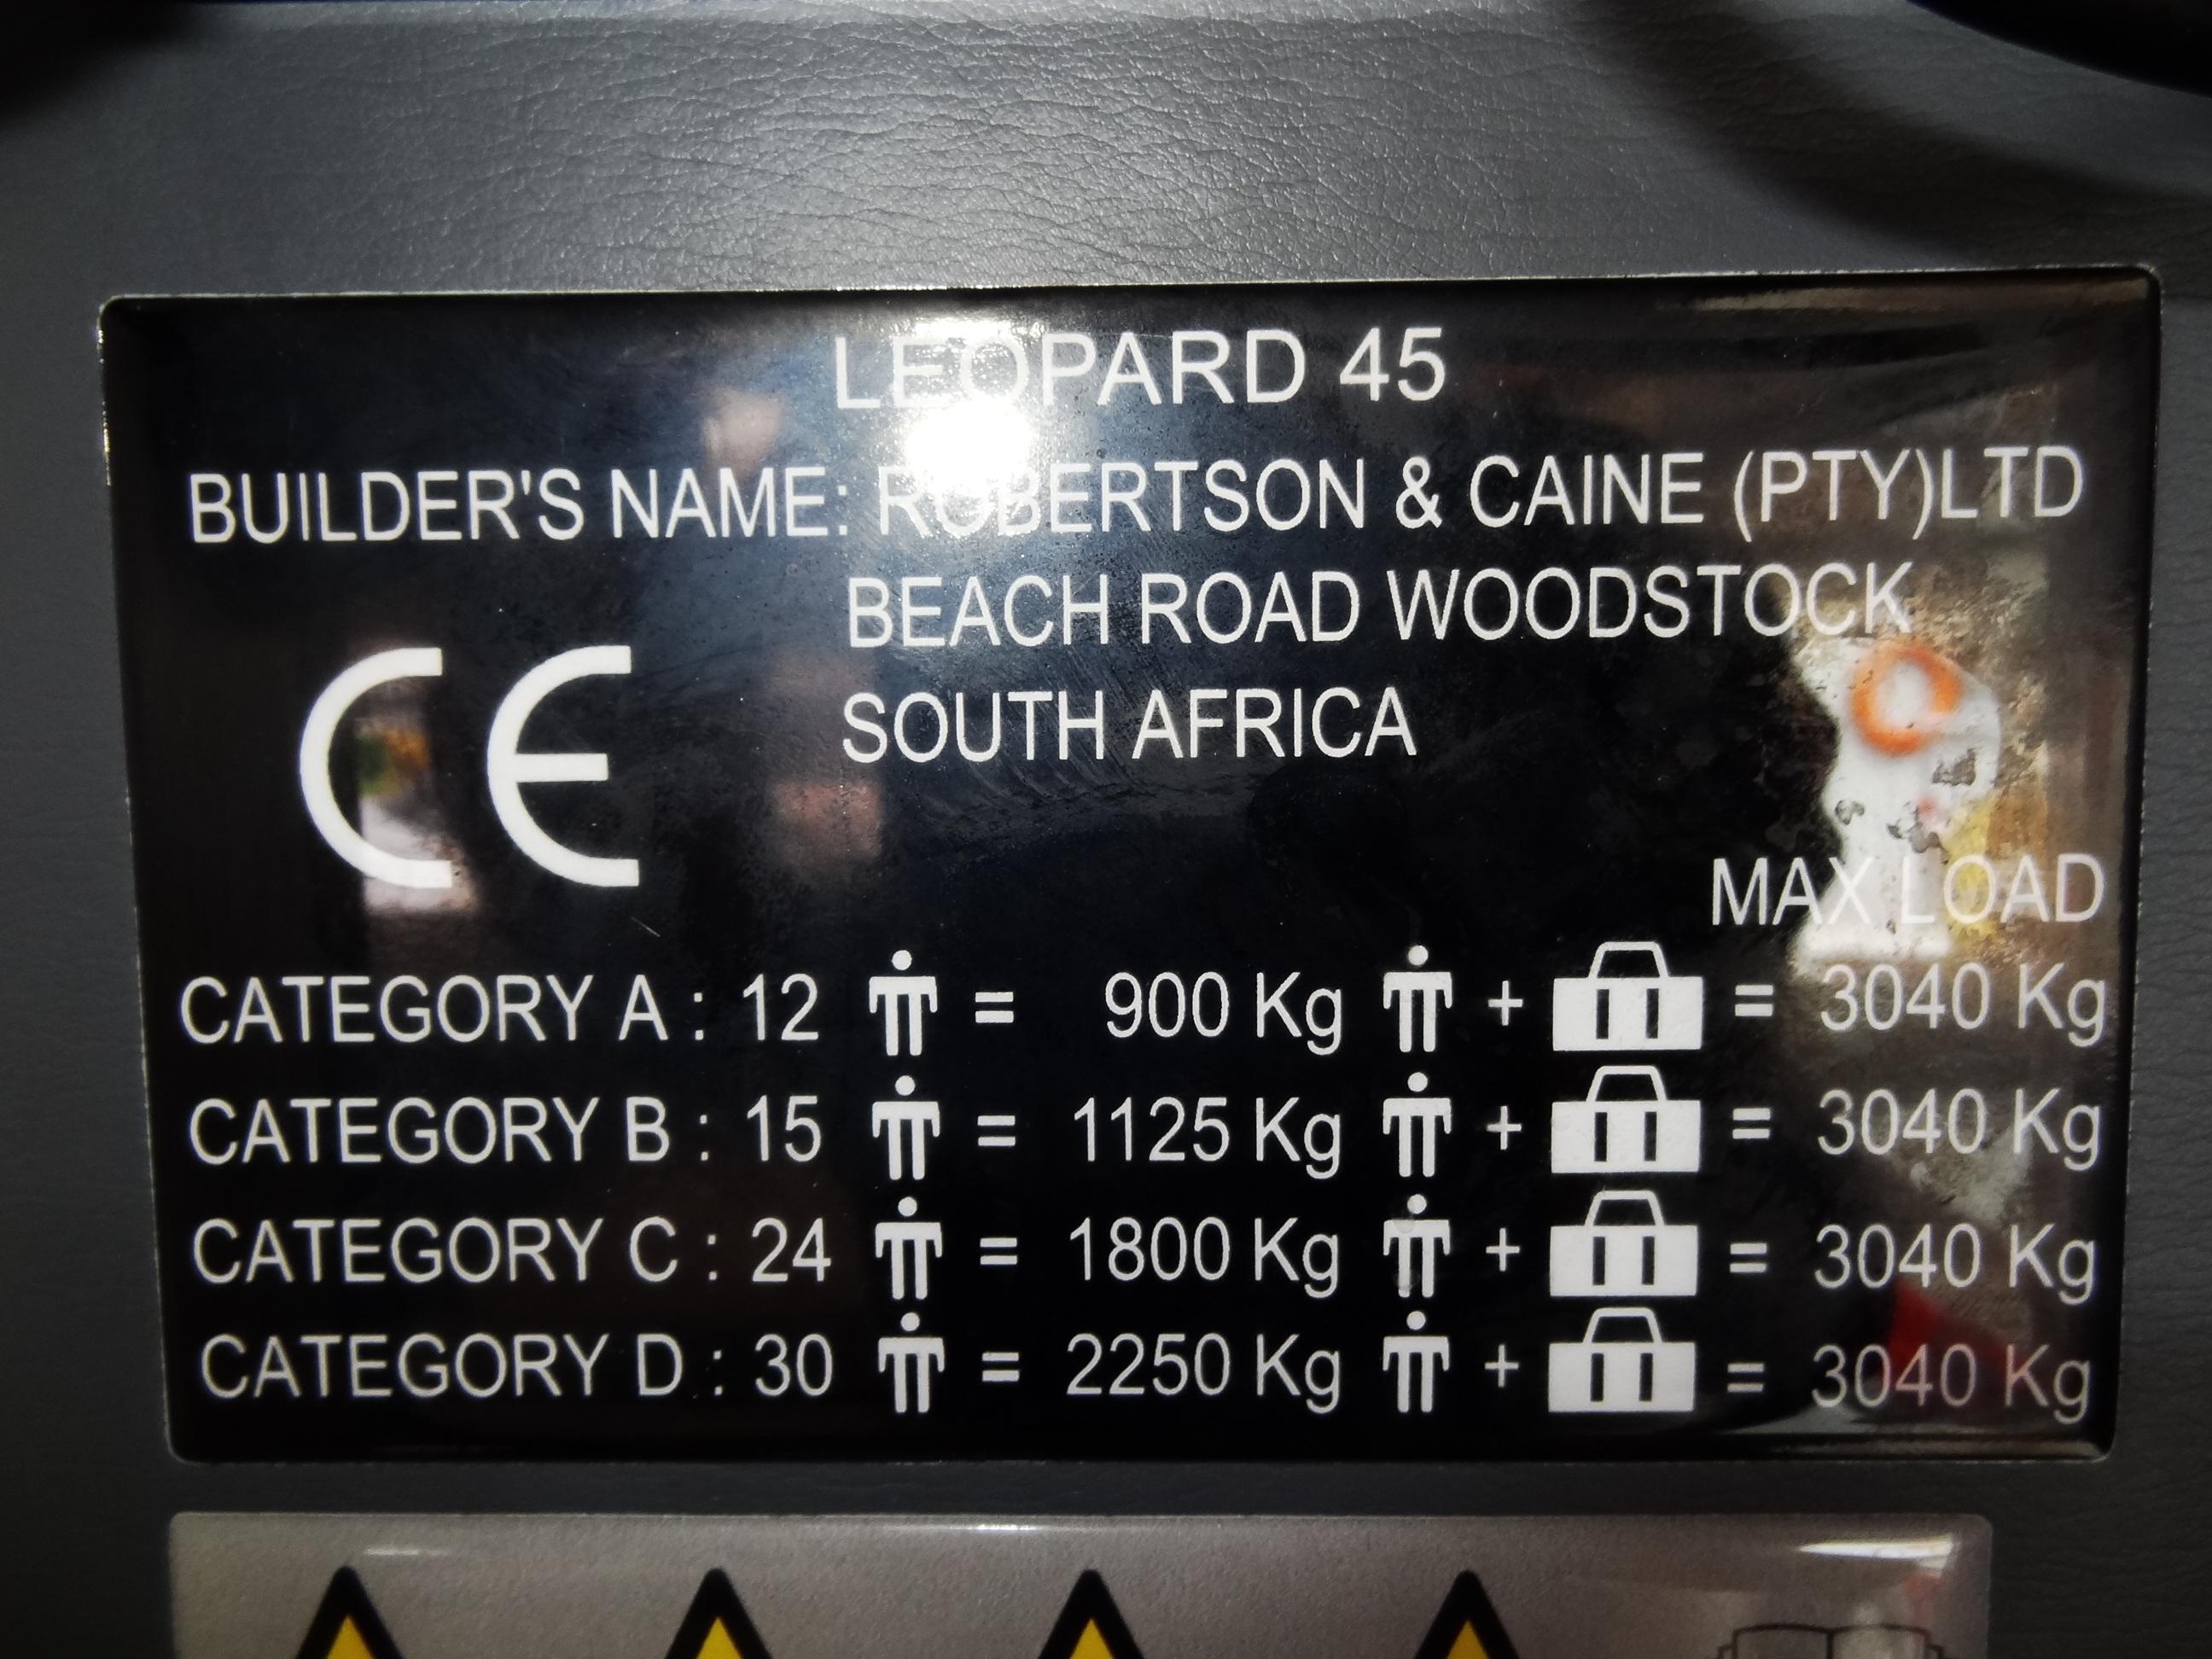 LEOPARD 45
BUILDER'S NAME: ROBERTSON & CAINE (PTY)LTD
BEACH ROAD WOODSTOCK
SOUTH AFRICA
CE
MAX LOAD
CATEGORY A : 12 = 900 Kg + = 3040 Kg
CATEGORY B : 15 = 1125 Kg + = 3040 Kg
CATEGORY C : 24 = 1800 Kg + = 3040 Kg
CATEGORY D : 30 = 2250 Kg + = 3040 Kg